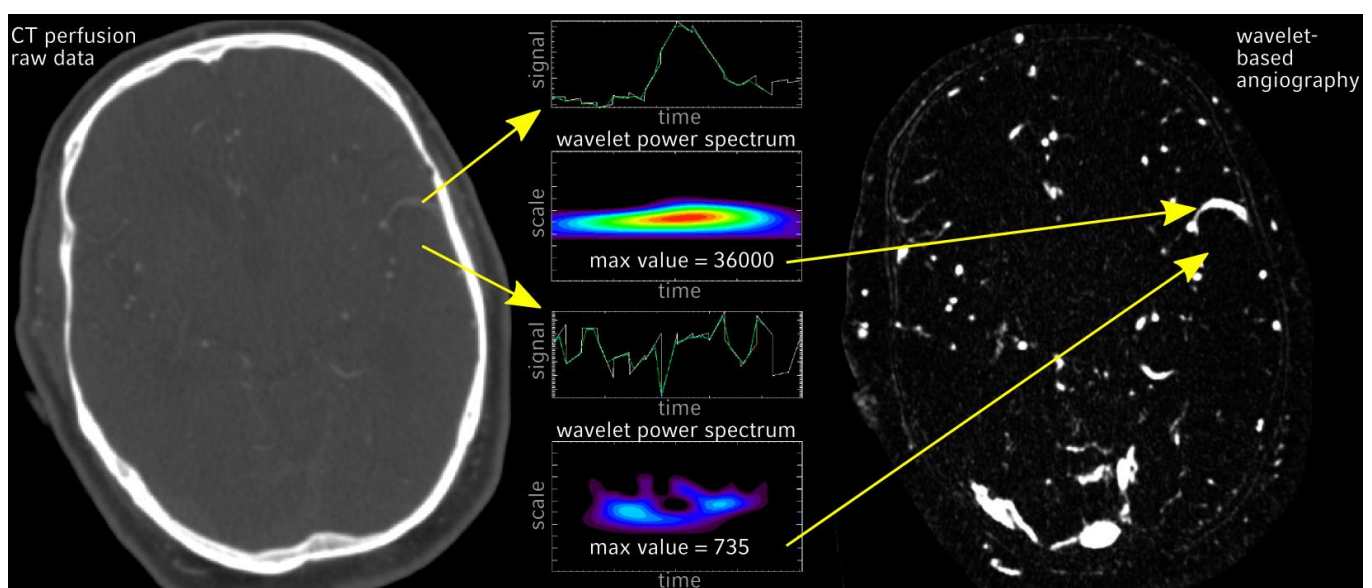 CT perfusion
raw data
signal
time
wavelet power spectrum
scale
max value = 36000
time
signal
time
wavelet power spectrum
scale
max value = 735
time
wavelet-
based
angiography